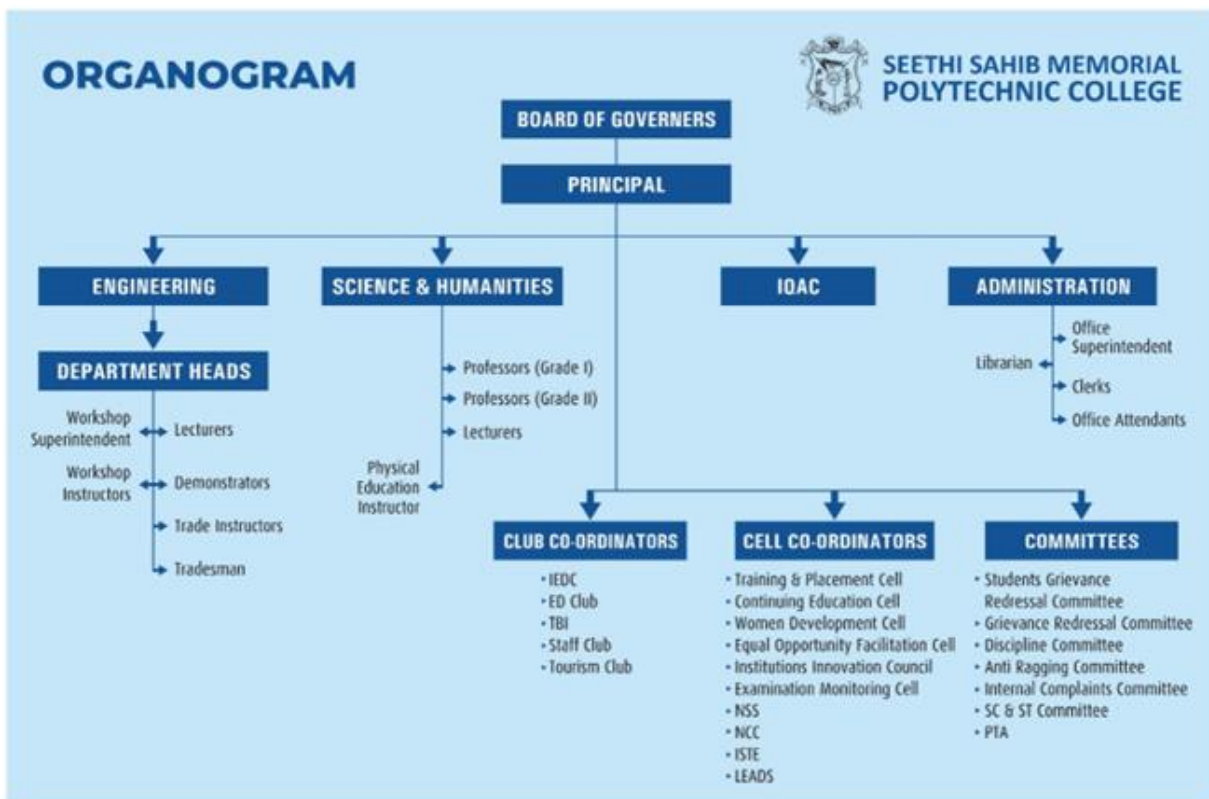 ORGANOGRAM
SEETHI SAHIB MEMORIAL
POLYTECHNIC COLLEGE
BOARD OF GOVERNERS
PRINCIPAL
ENGINEERING
SCIENCE & HUMANITIES
IQAC
ADMINISTRATION
DEPARTMENT HEADS
Workshop
Superintendent
Lecturers
Workshop
Instructors
Demonstrators
Trade Instructors
Tradesman
Professors (Grade I)
Professors (Grade II)
Lecturers
Physical
Education
Instructor
Office
Superintendent
Librarian
Clerks
Office Attendants
CLUB CO-ORDINATORS
• IEDC
• ED Club
• TBI
• Staff Club
• Tourism Club
CELL CO-ORDINATORS
• Training & Placement Cell
• Continuing Education Cell
• Women Development Cell
• Equal Opportunity Facilitation Cell
• Institutions Innovation Council
• Examination Monitoring Cell
• NSS
• NCC
• ISTE
• LEADS
COMMITTEES
• Students Grievance
Redressal Committee
• Grievance Redressal Committee
• Discipline Committee
• Anti Ragging Committee
• Internal Complaints Committee
• SC & ST Committee
• PTA